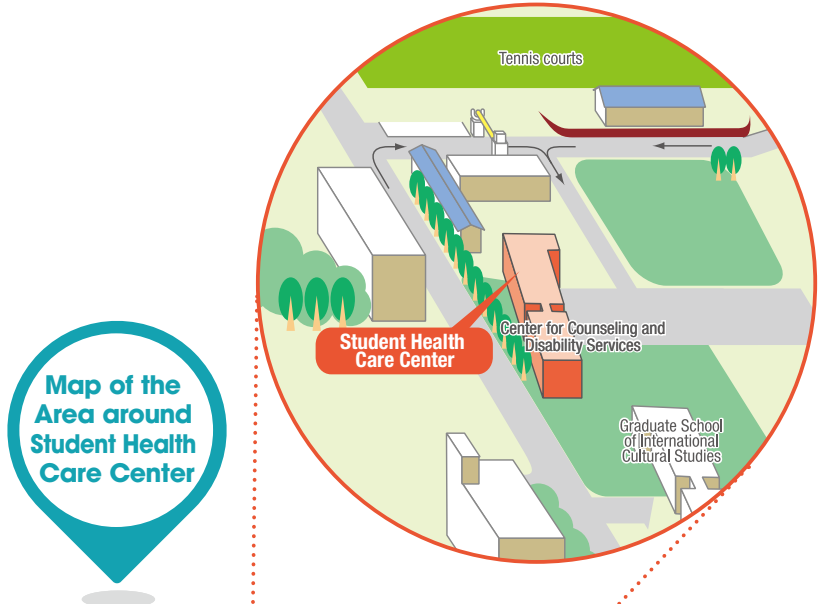 Tennis courts
Student Health
Care Center
Center for Counseling and
Disability Services
Graduate School
of International
Cultural Studies
Map of the
Area around
Student Health
Care Center